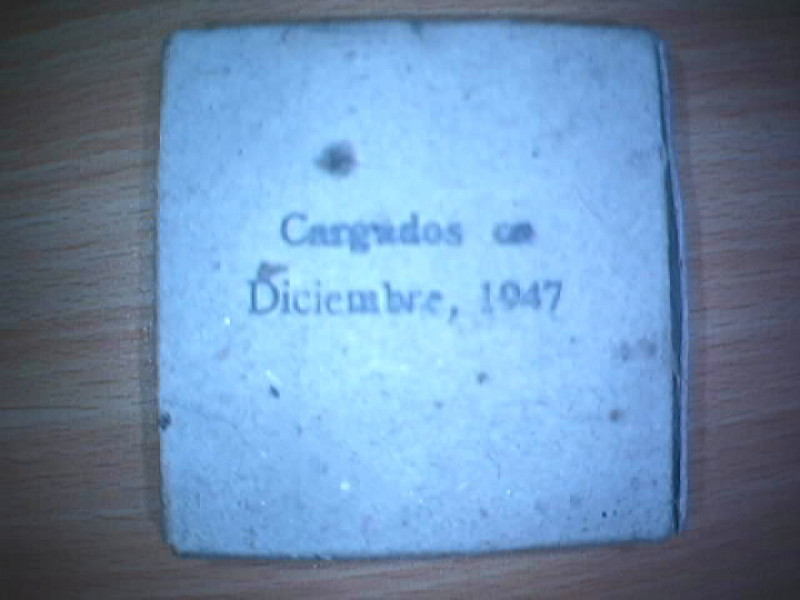 Cargados en
Diciembre, 1947